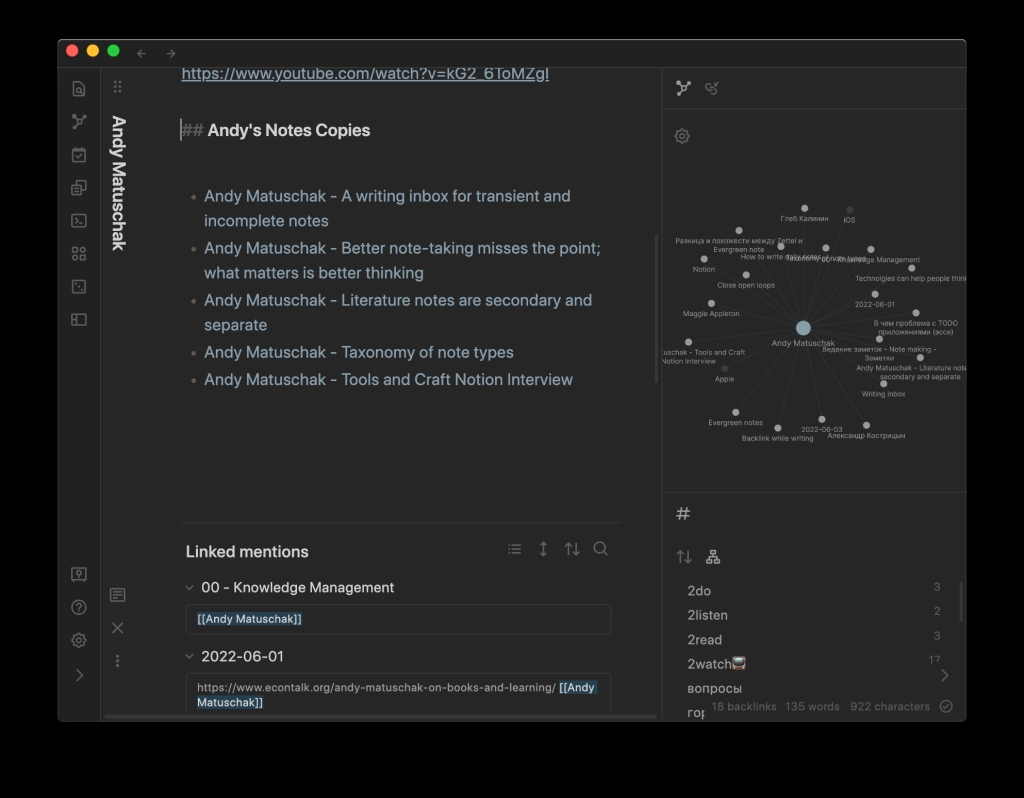 https://www.youtube.com/watch?v=kG2_6ToMZgI
Andy Matuschak
## Andy's Notes Copies
Andy Matuschak - A writing inbox for transient and
incomplete notes
Andy Matuschak - Better note-taking misses the point;
what matters is better thinking
Andy Matuschak - Literature notes are secondary and
separate
Andy Matuschak - Taxonomy of note types
Andy Matuschak - Tools and Craft Notion Interview
Linked mentions
00 - Knowledge Management
[[Andy Matuschak]]
2022-06-01
https://www.econtalk.org/andy-matuschak-on-books-and-learning/ [[Andy
Matuschak]]
Глеб Калинин
iOS
Разница и похожести между Zettel и
Evergreen note
How to write daily notes
Taxonomy of note types
Knowledge Management
Notion
Technolgies can help people think
Close open loops
2022-06-01
Maggie Appleton
В чем проблема с TODO
приложениями (эссе)
Andy Matuschak
Ведение заметок - Note making -
Заметки
uschak - Tools and Craft
Notion Interview
Andy Matuschak - Literature note
secondary and separate
Apple
Writing Inbox
Evergreen notes
2022-06-03
Backlink while writing
Александр Кострицын
#
2do 3
2listen 2
2read 3
2watch📺 17
вопросы
гор
18 backlinks 135 words 922 characters